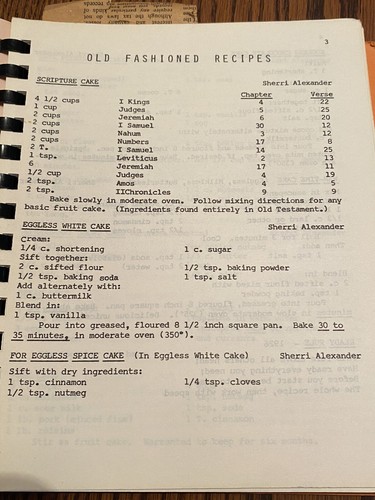 3
OLD FASHIONED RECIPES
SCRIPTURE CAKE Sherri Alexander
Chapter Verse
4 1/2 cups I Kings 4 22
1 cup Judges 5 25
2 cups Jeremiah 6 20
2 cups I Samuel 30 12
2 cups Nahum 3 12
2 cups Numbers 17 8
2 T. I Samuel 14 25
1 tsp. Leviticus 2 13
6 Jeremiah 17 11
1/2 cup Judges 4 19
2 tsp. Amos 4 5
2 tsp. IIChronicles 9 9
Bake slowly in moderate oven. Follow mixing directions for any
basic fruit cake. (Ingredients found entirely in Old Testament.)
EGGLESS WHITE CAKE Sherri Alexander
Cream:
1/4 c. shortening 1 c. sugar
Sift together:
2 c. sifted flour 1/2 tsp. baking powder
1/2 tsp. baking soda 1 tsp. salt
Add alternately with:
1 c. buttermilk
Blend in:
1 tsp. vanilla
Pour into greased, floured 8 1/2 inch square pan. Bake 30 to
35 minutes, in moderate oven (350°).
FOR EGGLESS SPICE CAKE (In Eggless White Cake) Sherri Alexander
Sift with dry ingredients:
1 tsp. cinnamon 1/4 tsp. cloves
1/2 tsp. nutmeg